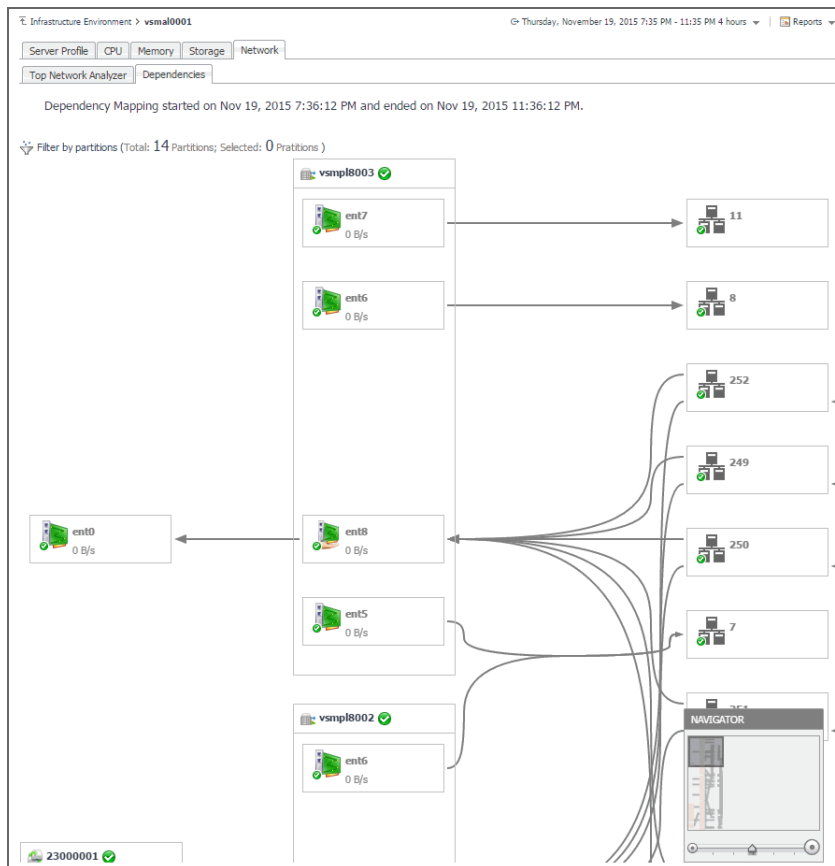 Infrastructure Environment > vsmal0001
Thursday, November 19, 2015 7:35 PM - 11:35 PM 4 hours
Reports
Server Profile CPU Memory Storage Network
Top Network Analyzer Dependencies
Dependency Mapping started on Nov 19, 2015 7:36:12 PM and ended on Nov 19, 2015 11:36:12 PM.
Filter by partitions (Total: 14 Partitions; Selected: 0 Pratitions )
vsmpl8003
ent7
0 B/s
11
ent6
0 B/s
8
252
249
ent0
0 B/s
ent8
0 B/s
250
ent5
0 B/s
7
vsmpl8002
NAVIGATOR
ent6
0 B/s
23000001